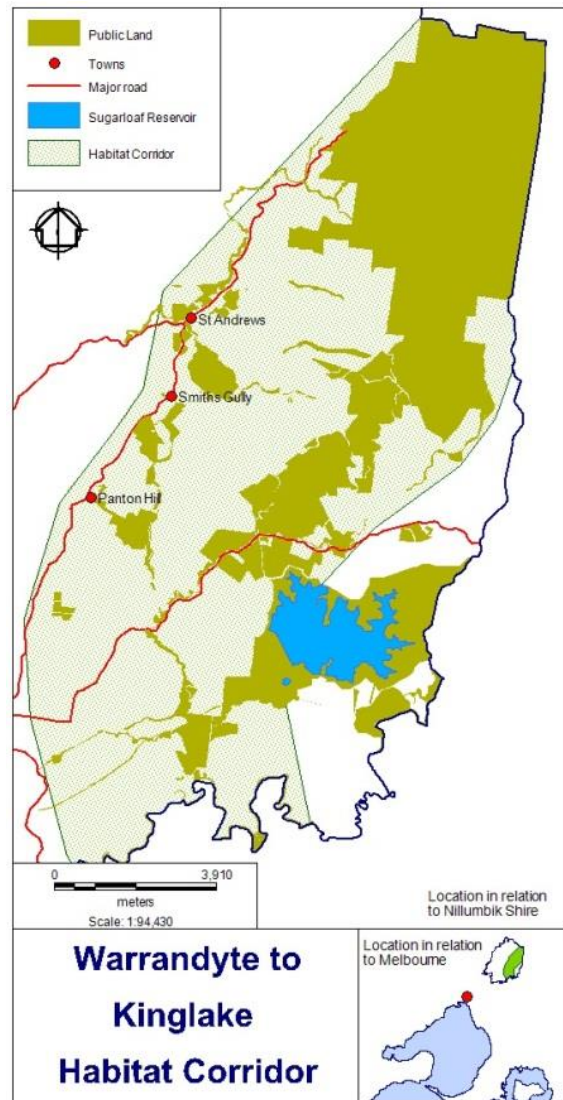 Public Land
Towns
Major road
Sugarloaf Reservoir
Habitat Corridor
St Andrews
Smiths Gully
Panton Hill
0 3,910
meters
Scale: 1:94,430
Location in relation
to Nillumbik Shire
Warrandyte to
Kinglake
Habitat Corridor
Location in relation
to Melbourne